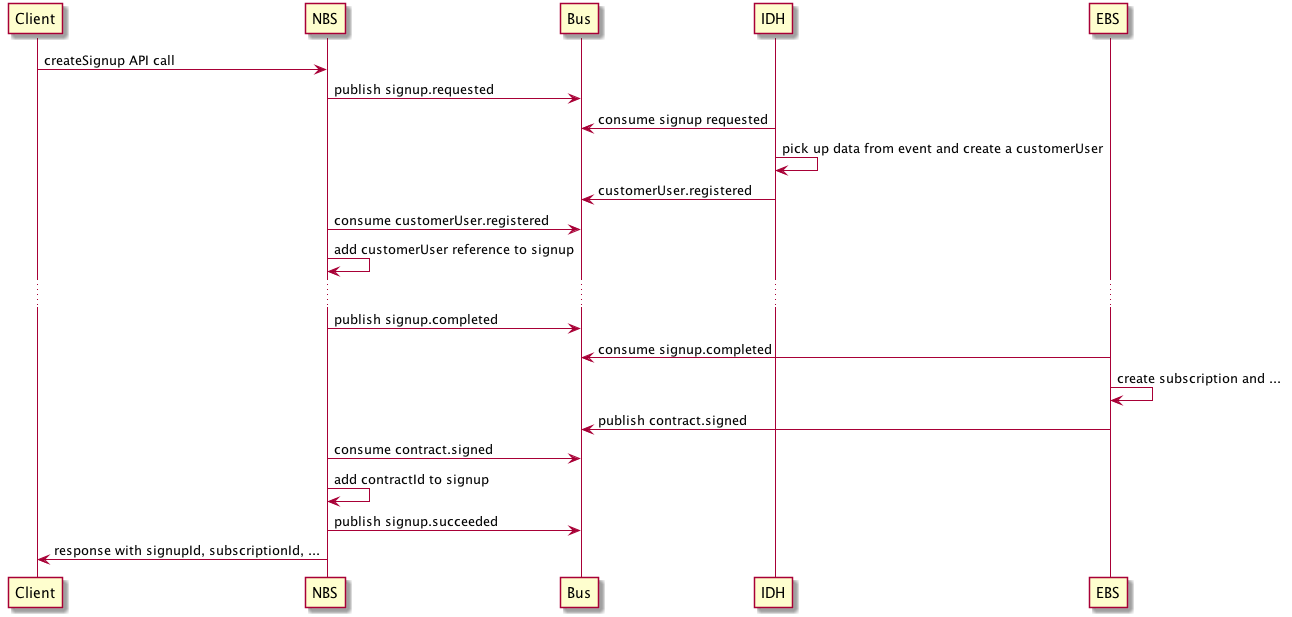 Client
NBS
Bus
IDH
EBS
createSignup API call
publish signup.requested
consume signup requested
pick up data from event and create a customerUser
customerUser.registered
consume customerUser.registered
add customerUser reference to signup
publish signup.completed
consume signup.completed
create subscription and ...
publish contract.signed
consume contract.signed
add contractId to signup
publish signup.succeeded
response with signupId, subscriptionId, ...
Client
NBS
Bus
IDH
EBS